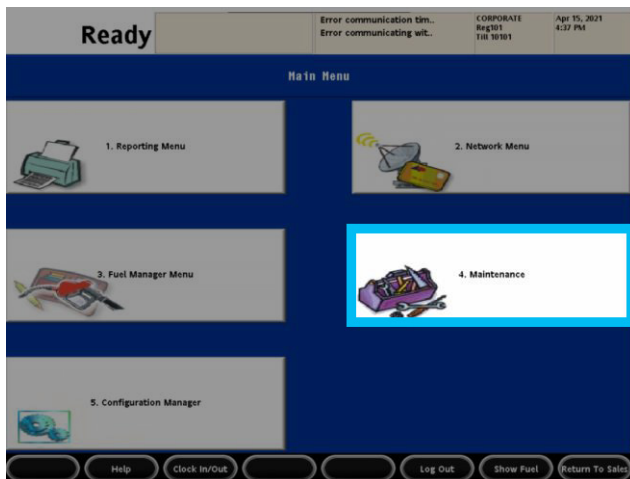 Ready
Error communication tim..
Error communicating wit..
CORPORATE
Reg101
Till 10101
Apr 15, 2021
4:37 PM
Main Menu
1. Reporting Menu
2. Network Menu
3. Fuel Manager Menu
4. Maintenance
5. Configuration Manager
Help
Clock In/Out
Log Out
Show Fuel
Return To Sales